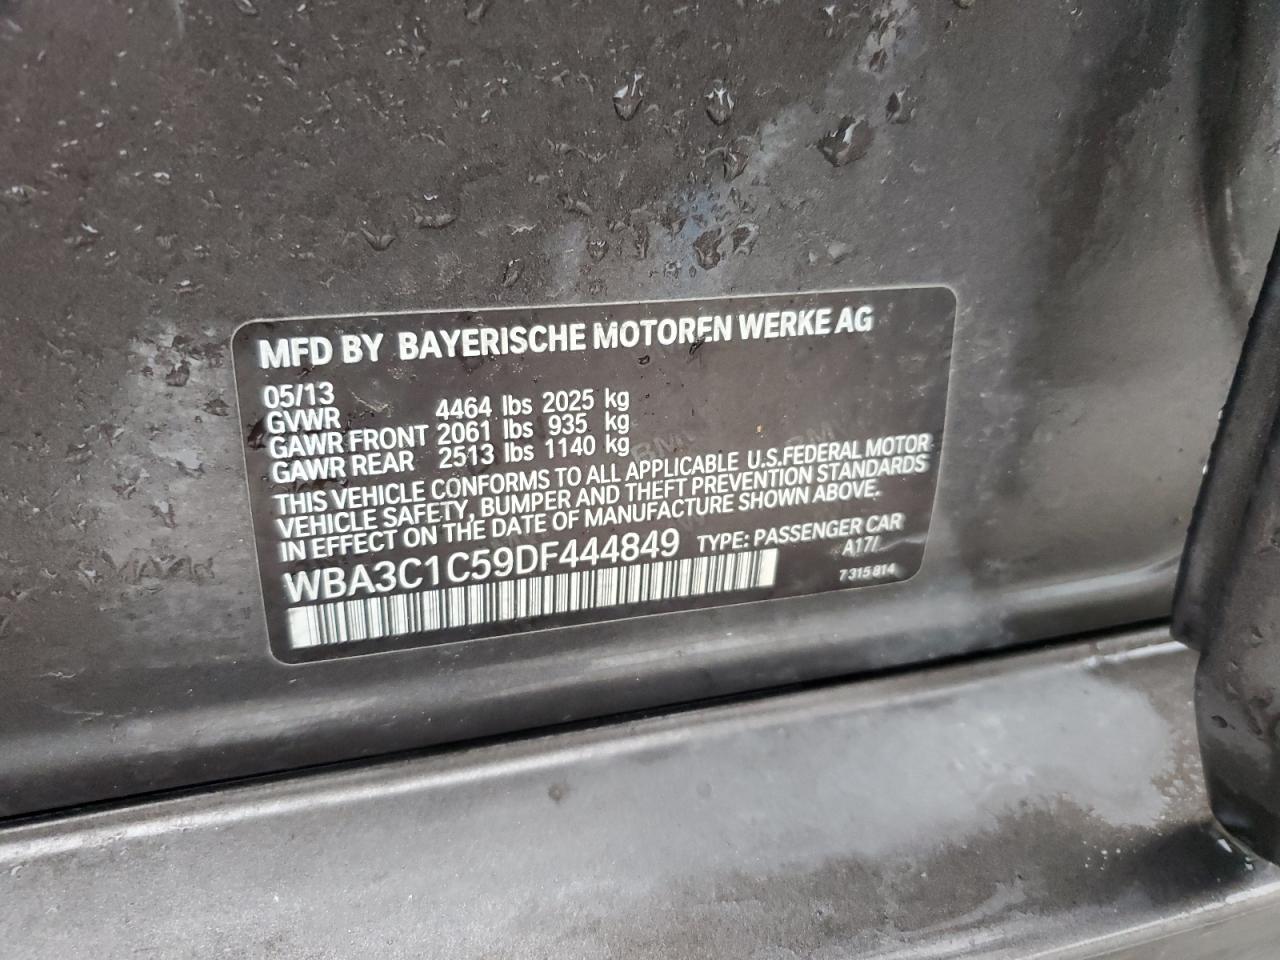 MFD BY BAYERISCHE MOTOREN WERKE AG
05/13
GVWR 4464 lbs 2025 kg
GAWR FRONT 2061 lbs 935 kg
GAWR REAR 2513 lbs 1140 kg
THIS VEHICLE CONFORMS TO ALL APPLICABLE U.S.FEDERAL MOTOR
VEHICLE SAFETY, BUMPER AND THEFT PREVENTION STANDARDS
IN EFFECT ON THE DATE OF MANUFACTURE SHOWN ABOVE.
WBA3C1C59DF444849 TYPE: PASSENGER CAR
A17/
7 315 814